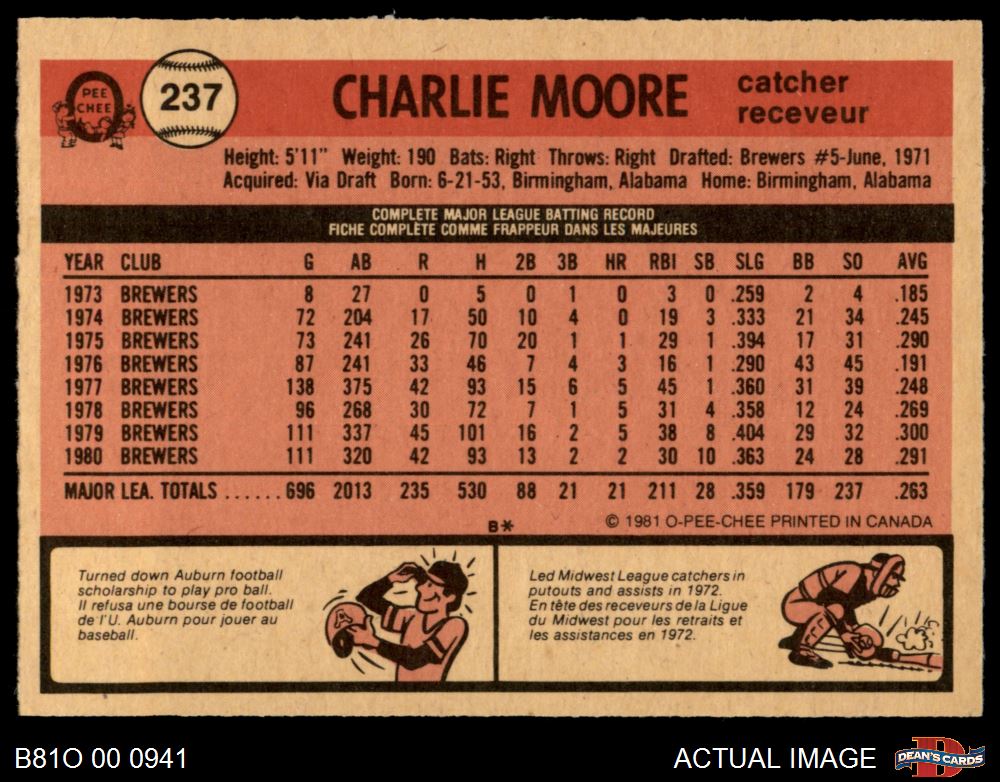 PEE
CHEE
237
CHARLIE MOORE
catcher
receveur
Height: 5'11" Weight: 190 Bats: Right Throws: Right Drafted: Brewers #5-June, 1971
Acquired: Via Draft Born: 6-21-53, Birmingham, Alabama Home: Birmingham, Alabama
COMPLETE MAJOR LEAGUE BATTING RECORD
FICHE COMPLÈTE COMME FRAPPEUR DANS LES MAJEURES
YEAR CLUB G AB R H 2B 3B HR RBI SB SLG BB SO AVG
1973 BREWERS 8 27 0 5 0 1 0 3 0 .259 2 4 .185
1974 BREWERS 72 204 17 50 10 4 0 19 3 .333 21 34 .245
1975 BREWERS 73 241 26 70 20 1 1 29 1 .394 17 31 .290
1976 BREWERS 87 241 33 46 7 4 3 16 1 .290 43 45 .191
1977 BREWERS 138 375 42 93 15 6 5 45 1 .360 31 39 .248
1978 BREWERS 96 268 30 72 7 1 5 31 4 .358 12 24 .269
1979 BREWERS 111 337 45 101 16 2 5 38 8 .404 29 32 .300
1980 BREWERS 111 320 42 93 13 2 2 30 10 .363 24 28 .291
MAJOR LEA. TOTALS ...... 696 2013 235 530 88 21 21 211 28 .359 179 237 .263
B* © 1981 O-PEE-CHEE PRINTED IN CANADA
Turned down Auburn football
scholarship to play pro ball.
Il refusa une bourse de football
de l'U. Auburn pour jouer au
baseball.
A
Led Midwest League catchers in
putouts and assists in 1972.
En tête des receveurs de la Ligue
du Midwest pour les retraits et
les assistances en 1972.
B81O 00 0941
ACTUAL IMAGE
D
DEAN'S CARDS